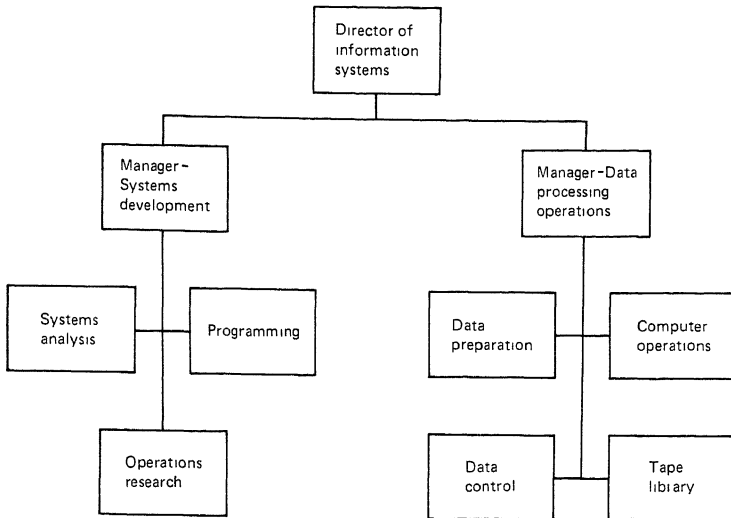 Director of
information
systems
Manager-
Systems
development
Manager-Data
processing
operations
Systems
analysis
Programming
Data
preparation
Computer
operations
Operations
research
Data
control
Tape
library